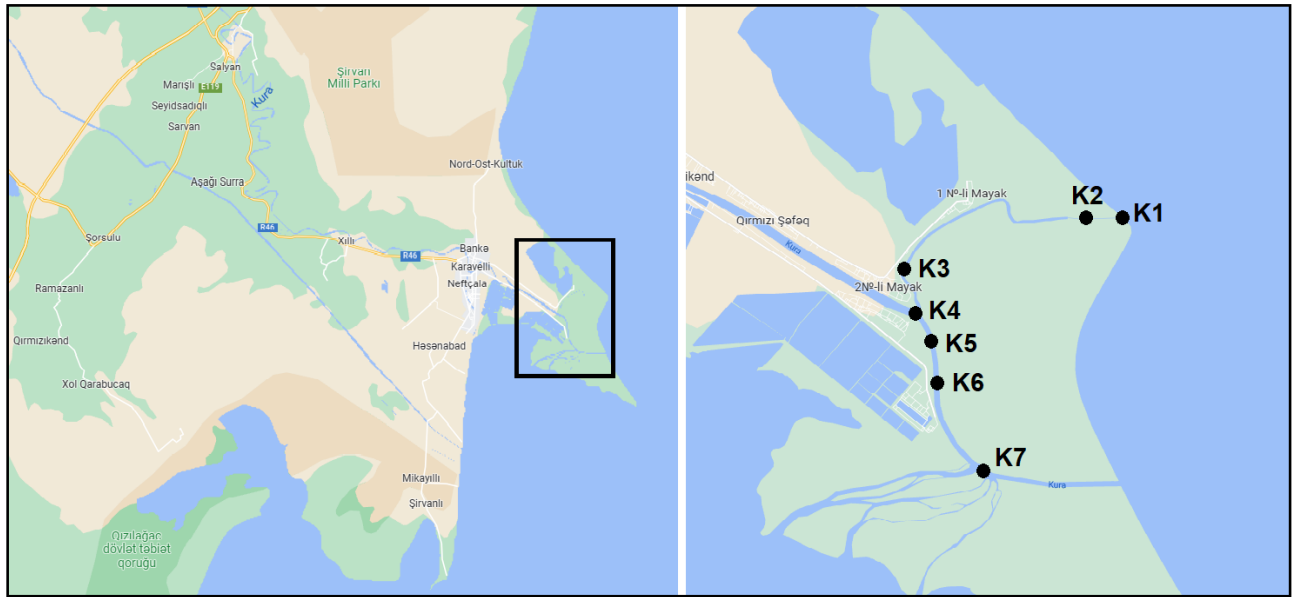 Salyan
Şirvan
Milli Parkı
Marışlı
E119
Seyidsadıqlı
Kura
Sarvan
Nord-Ost-Kultuk
Aşağı Surra
R46
Şorsulu
Xıllı
R46
Bankə
Karavelli
Neftçala
Ramazanlı
Həsənabad
Qırmızıkənd
Xol Qarabucaq
Mikayıllı
Şirvanlı
Qızılağac
dövlət təbiət
qoruğu
ikənd
1 №-li Mayak
K2
K1
Qırmızı Şəfəq
Kura
K3
2№-li Mayak
K4
K5
K6
K7
Kura